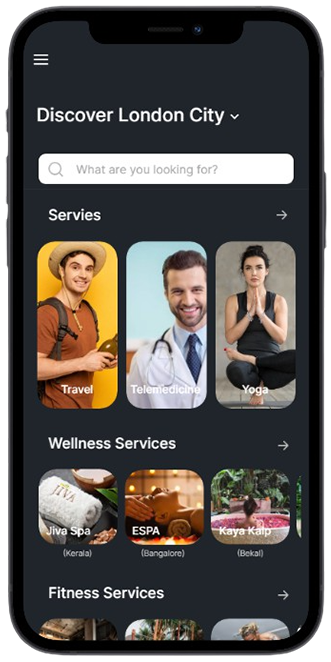 Discover London City
What are you looking for?
Servies
Travel
Telemedicine
Yoga
Wellness Services
JIVA
Jiva Spa
ESPA
Kaya Kalp
(Kerala)
(Bangalore)
(Bekal)
Fitness Services